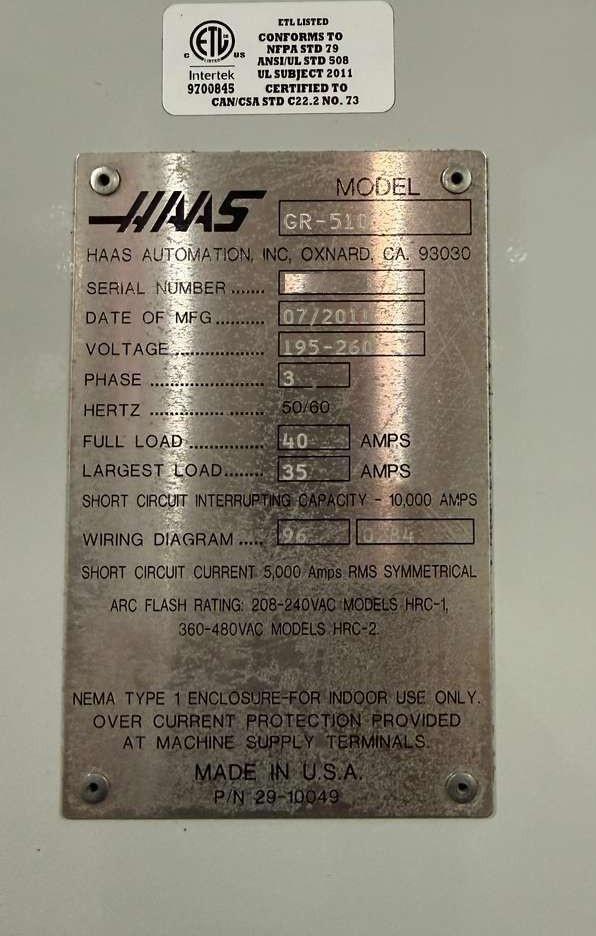 ETL LISTED
CONFORMS TO
NFPA STD 79
ANSI/UL STD 508
UL SUBJECT 2011
CERTIFIED TO
CAN/CSA STD C22.2 NO. 73
ETL
LISTED
C US
Intertek
9700845
HAAS
MODEL
GR-510
HAAS AUTOMATION, INC, OXNARD, CA. 93030
SERIAL NUMBER .......
DATE OF MFG.......... 07/2011
VOLTAGE.................. 195-260
PHASE ....................... 3
HERTZ ....................... 50/60
FULL LOAD ............... 40 AMPS
LARGEST LOAD........ 35 AMPS
SHORT CIRCUIT INTERRUPTING CAPACITY - 10,000 AMPS
WIRING DIAGRAM ..... 96
SHORT CIRCUIT CURRENT 5,000 Amps RMS SYMMETRICAL
ARC FLASH RATING: 208-240VAC MODELS HRC-1,
360-480VAC MODELS HRC-2.
NEMA TYPE 1 ENCLOSURE-FOR INDOOR USE ONLY.
OVER CURRENT PROTECTION PROVIDED
AT MACHINE SUPPLY TERMINALS.
MADE IN U.S.A.
P/N 29-10049